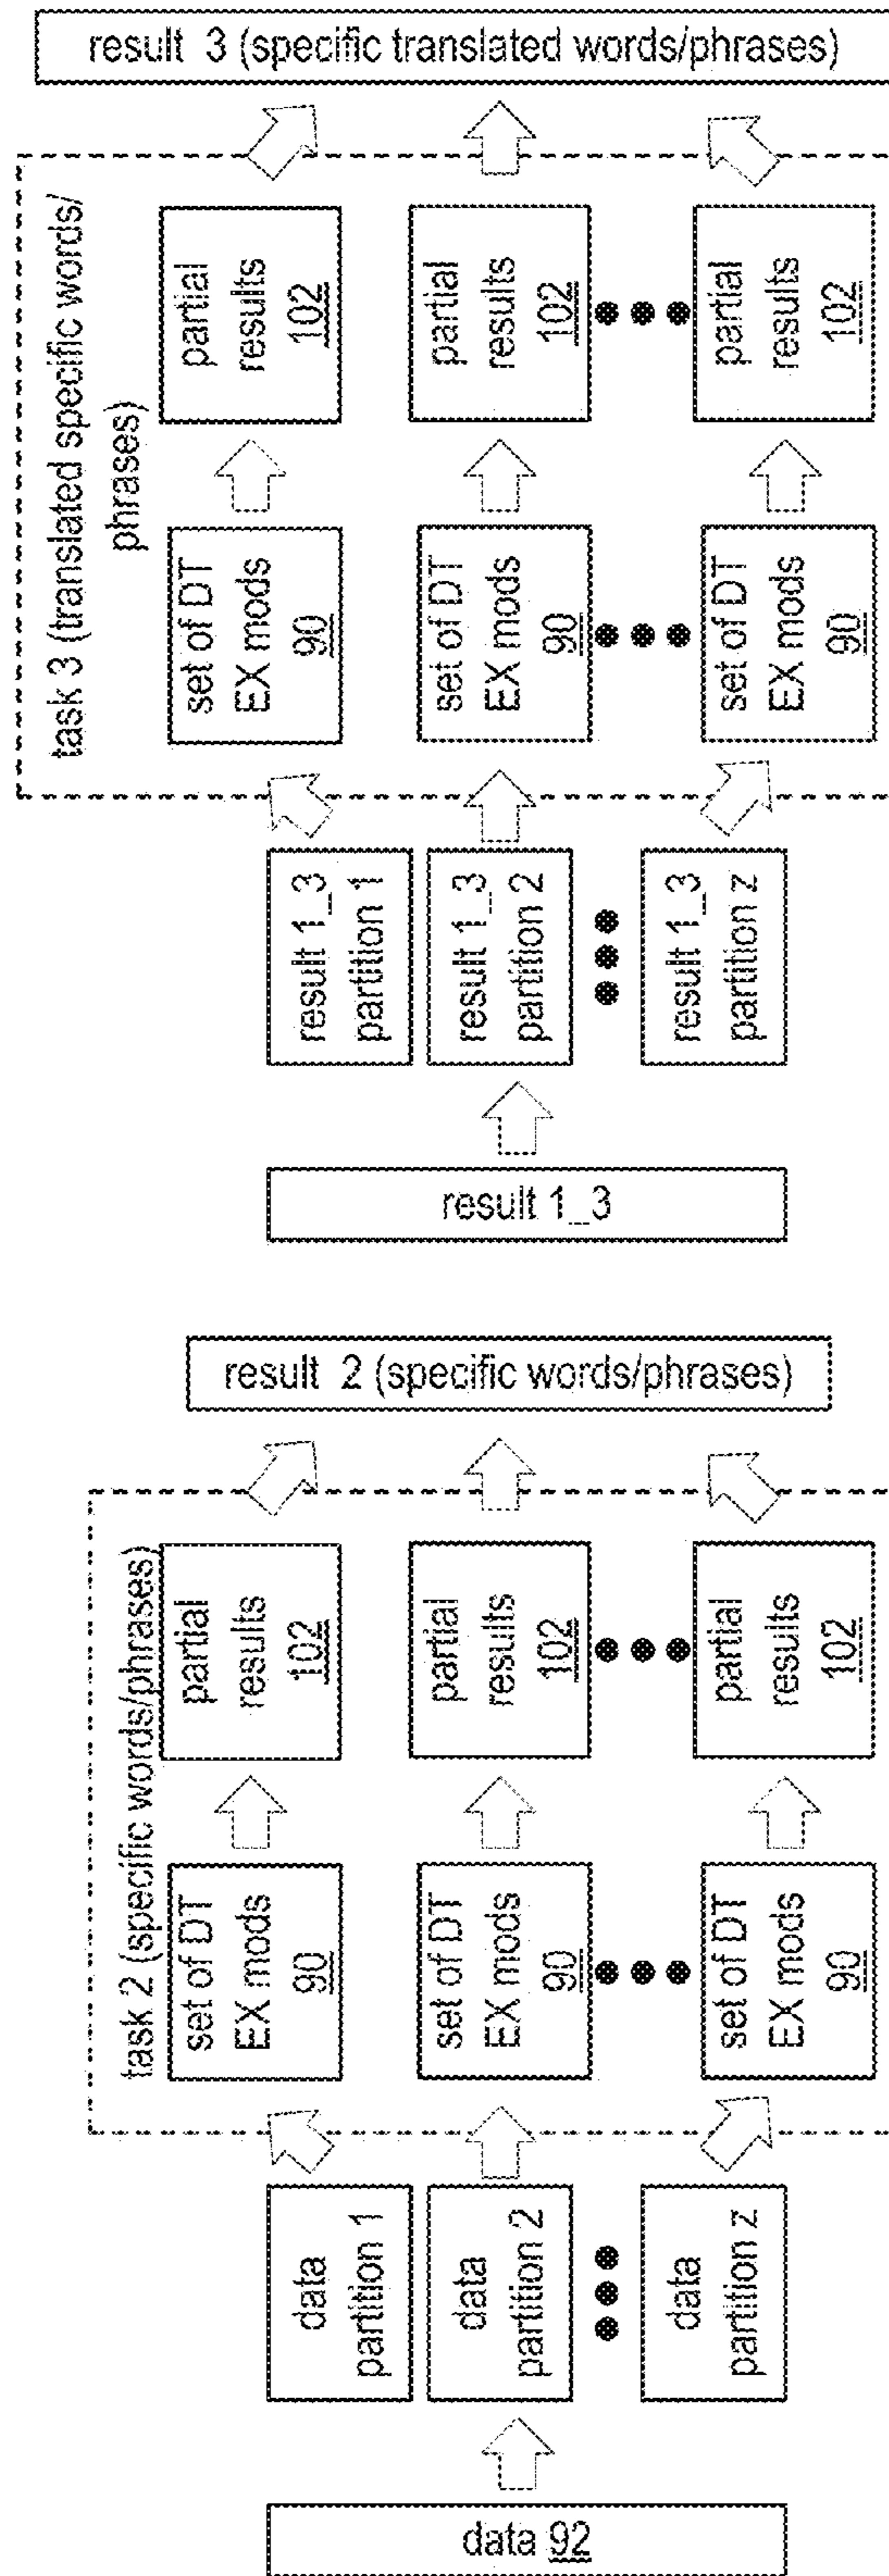 data 92
data
partition 1
data
partition 2
data
partition z
task 2 (specific words/phrases)
set of DT
EX mods
90
partial
results
102
set of DT
EX mods
90
partial
results
102
set of DT
EX mods
90
partial
results
102
result 2 (specific words/phrases)
result 1_3
result 1_3
partition 1
result 1_3
partition 2
result 1_3
partition z
task 3 (translated specific words/
phrases)
set of DT
EX mods
90
partial
results
102
set of DT
EX mods
90
partial
results
102
set of DT
EX mods
90
partial
results
102
result 3 (specific translated words/phrases)